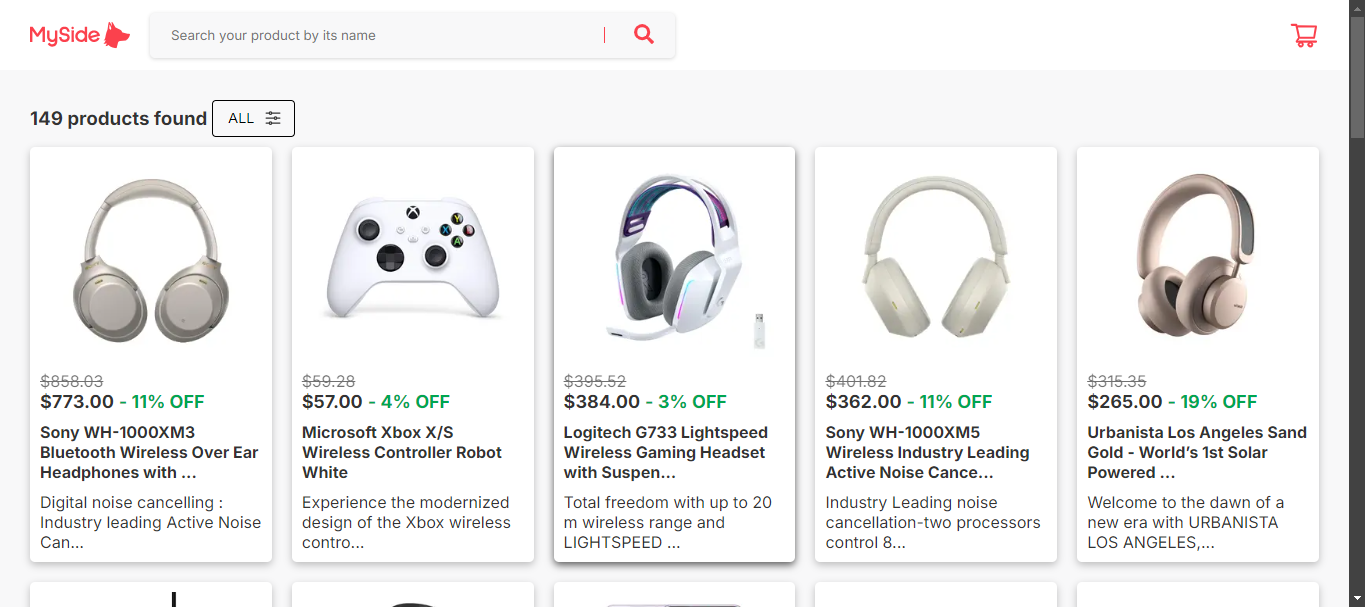 MySide
Search your product by its name
149 products found
ALL
$858.03
$773.00 - 11% OFF
Sony WH-1000XM3
Bluetooth Wireless Over Ear
Headphones with ...
Digital noise cancelling :
Industry leading Active Noise
Can...
X
Y
X
A
$59.28
$57.00 - 4% OFF
Microsoft Xbox X/S
Wireless Controller Robot
White
Experience the modernized
design of the Xbox wireless
contro...
$395.52
$384.00 - 3% OFF
Logitech G733 Lightspeed
Wireless Gaming Headset
with Suspen...
Total freedom with up to 20
m wireless range and
LIGHTSPEED ...
$401.82
$362.00 - 11% OFF
Sony WH-1000XM5
Wireless Industry Leading
Active Noise Cance...
Industry Leading noise
cancellation-two processors
control 8...
$315.35
$265.00 - 19% OFF
Urbanista Los Angeles Sand
Gold - World’s 1st Solar
Powered ...
Welcome to the dawn of a
new era with URBANISTA
LOS ANGELES,...